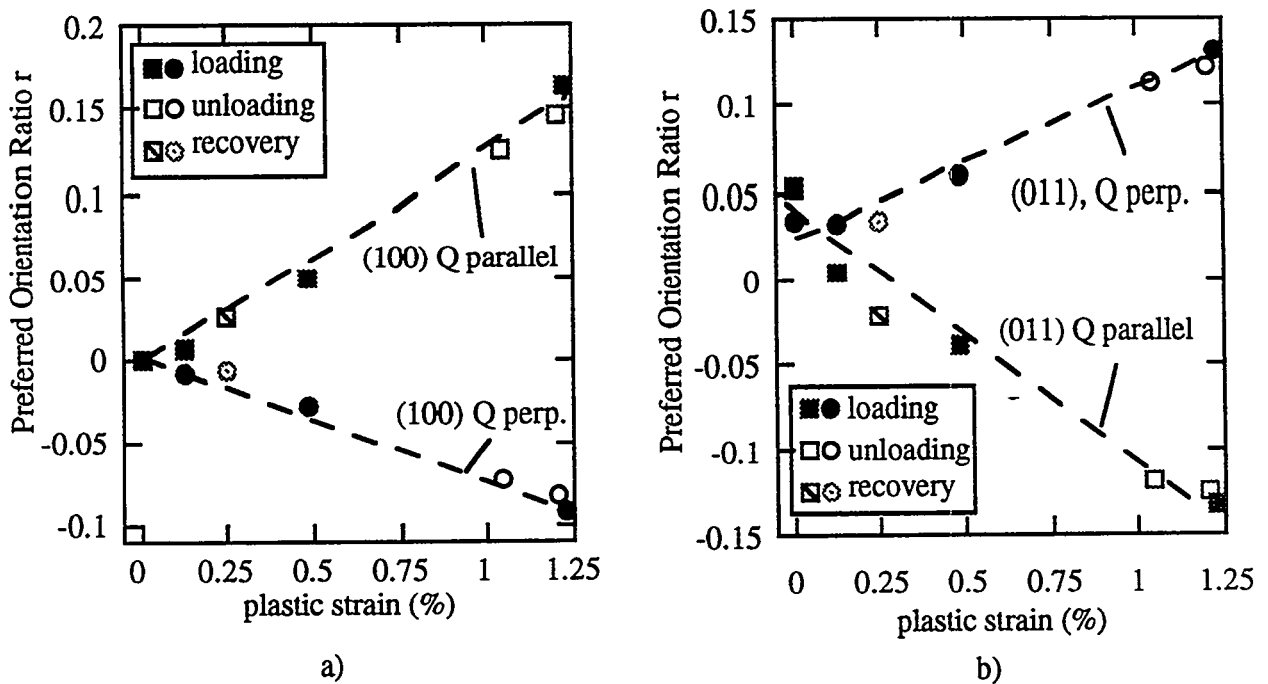 0.2
0.15
0.1
0.05
0
-0.05
-0.1
Preferred Orientation Ratio r
loading
unloading
recovery
(100) Q parallel
(100) Q perp.
0 0.25 0.5 0.75 1 1.25
plastic strain (%)
a)
0.15
0.1
0.05
0
-0.05
-0.1
-0.15
Preferred Orientation Ratio r
(011), Q perp.
(011) Q parallel
loading
unloading
recovery
0 0.25 0.5 0.75 1 1.25
plastic strain (%)
b)